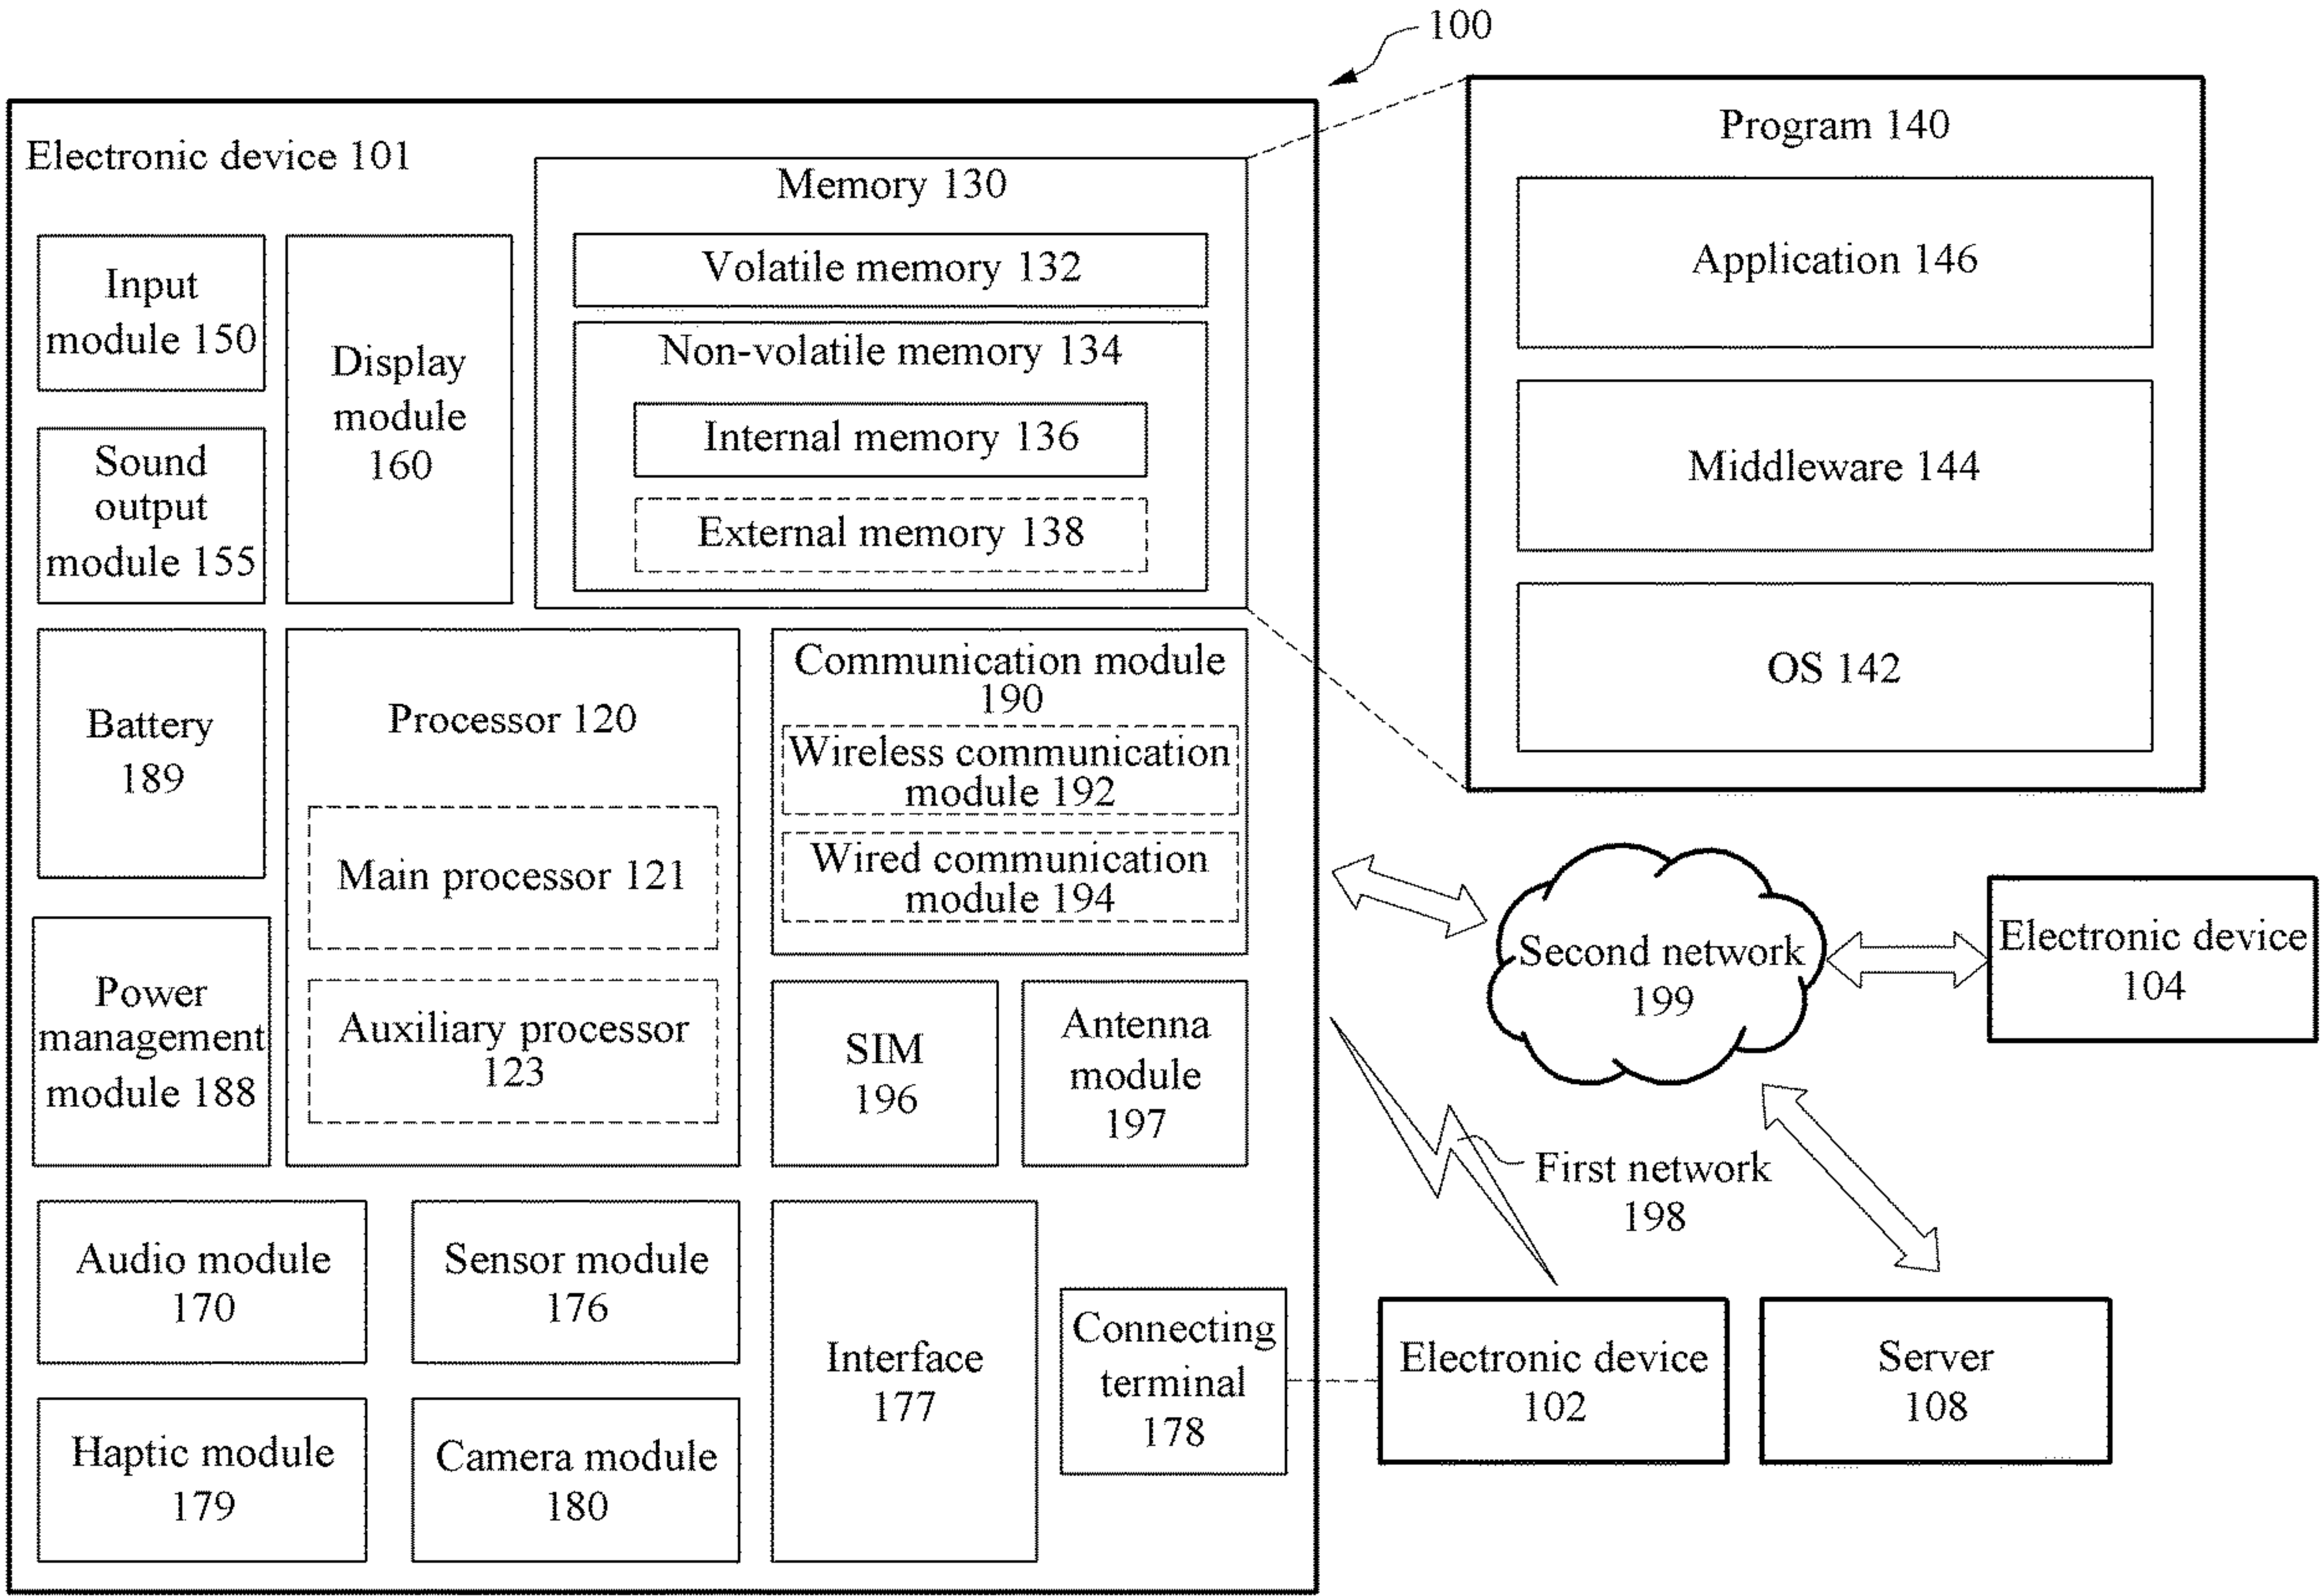 100
Electronic device 101
Memory 130
Volatile memory 132
Non-volatile memory 134
Internal memory 136
External memory 138
Input
module 150
Sound
output
module 155
Display
module
160
Program 140
Application 146
Middleware 144
OS 142
Battery
189
Power
management
module 188
Processor 120
Main processor 121
Auxiliary processor
123
Communication module
190
Wireless communication
module 192
Wired communication
module 194
SIM
196
Antenna
module
197
Second network
199
Electronic device
104
First network
198
Audio module
170
Sensor module
176
Haptic module
179
Camera module
180
Interface
177
Connecting
terminal
178
Electronic device
102
Server
108